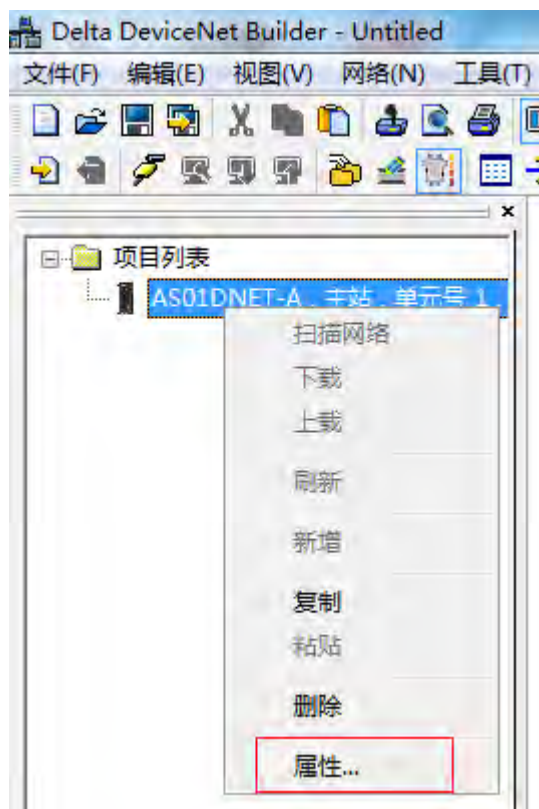 Delta DeviceNet Builder - Untitled
文件(F) 编辑(E) 视图(V) 网络(N) 工具(T)
项目列表
AS01DNET-A , 主站 , 单元号 1 ,
扫描网络
下载
上载
刷新
新增
复制
粘贴
删除
属性...